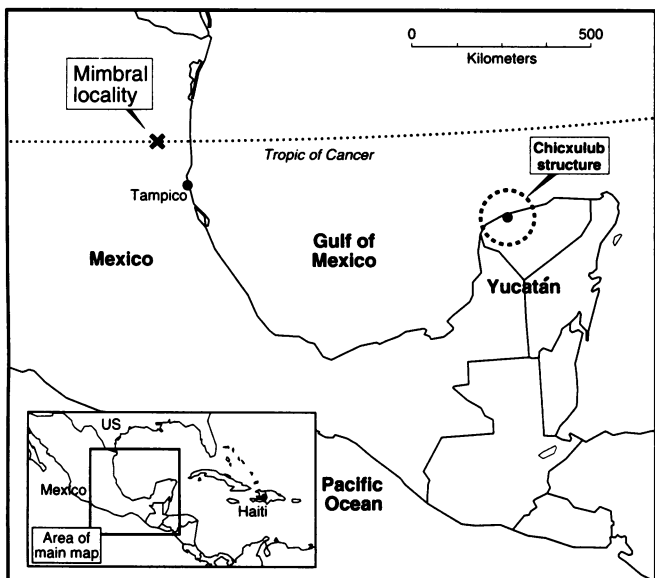 0
500
Kilometers
Mimbral
locality
Tropic of Cancer
Chicxulub
structure
Tampico
Mexico
Gulf of
Mexico
Yucatán
US
Mexico
Haiti
Area of
main map
Pacific
Ocean